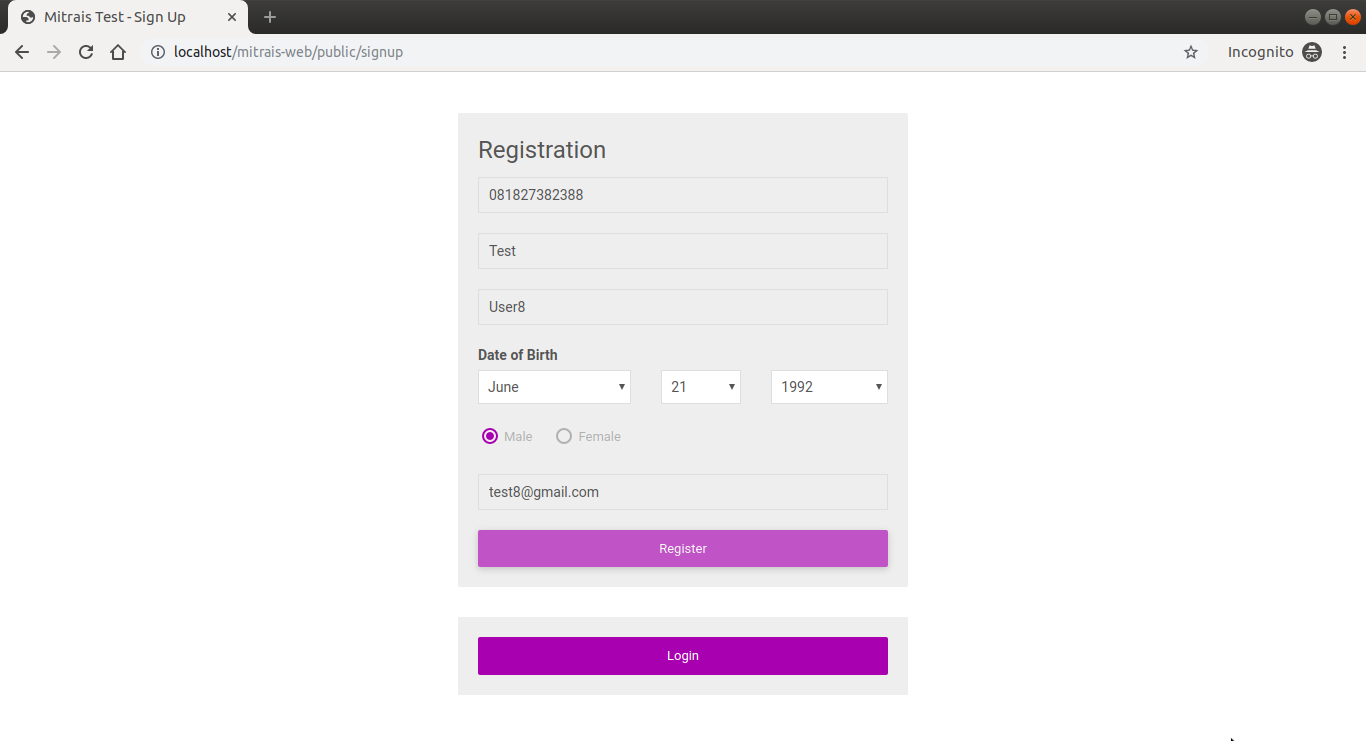 Mitrais Test - Sign Up
localhost/mitrais-web/public/signup
Incognito
Registration
081827382388
Test
User8
Date of Birth
June 21 1992
Male Female
test8@gmail.com
Register
Login